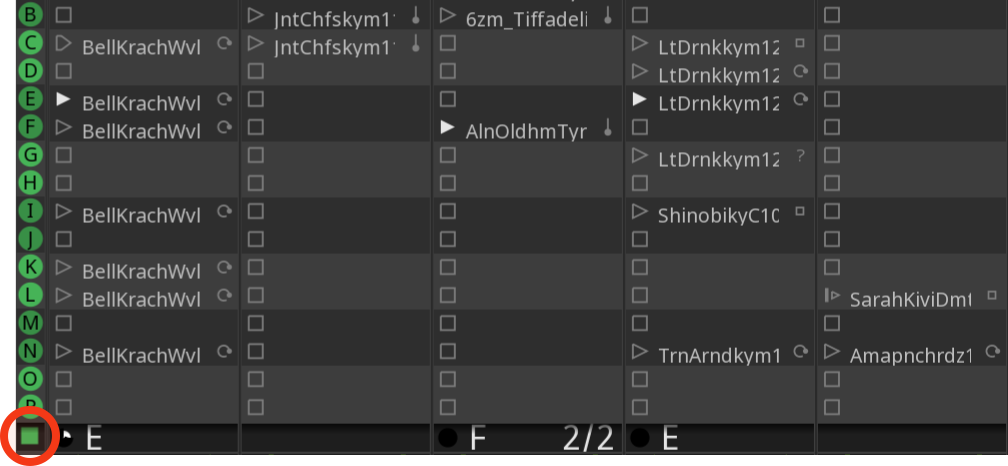 B JntChfskym1 6zm_Tiffadeli
C BellKrachWvl JntChfskym1 LtDrnkkym12
D LtDrnkkym12
E BellKrachWvl LtDrnkkym12
F BellKrachWvl AlnOldhmTyr
G LtDrnkkym12 ?
H
I BellKrachWvl ShinobikyC10
J
K BellKrachWvl
L BellKrachWvl SarahKiviDmt
M
N BellKrachWvl TrnArndkym1 Amapnchrdz1
O
P
E F 2/2 E